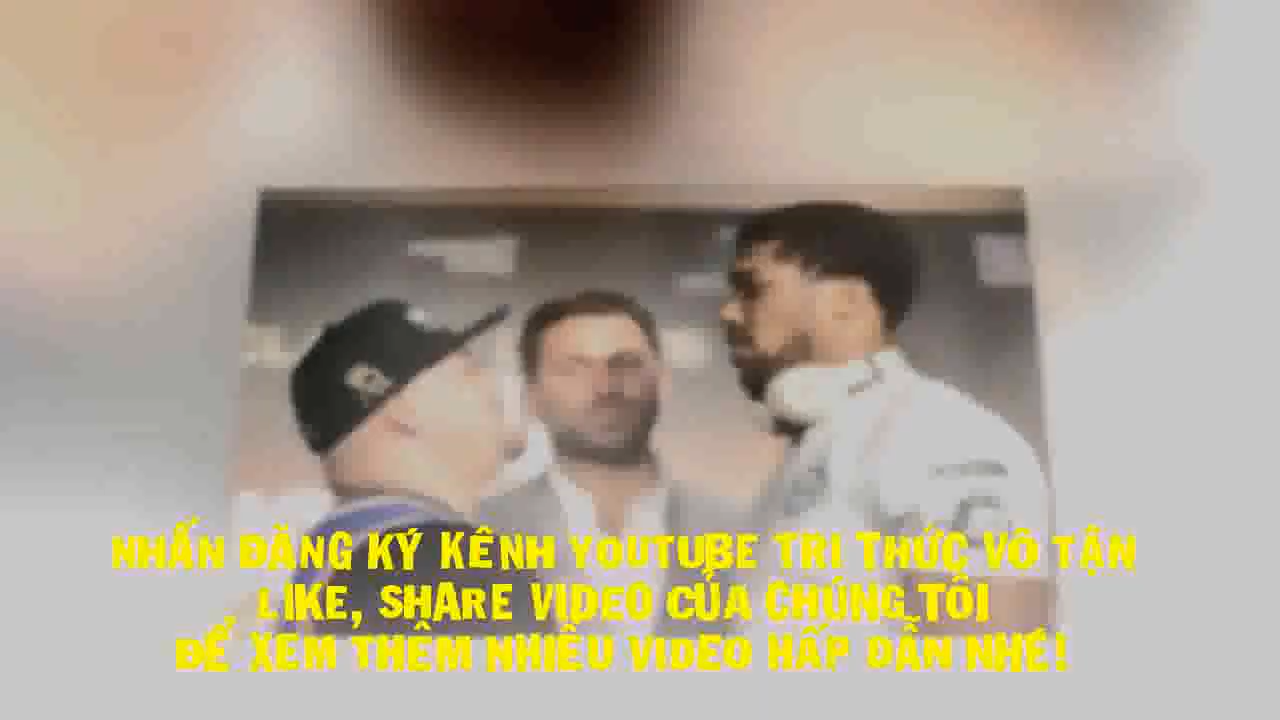 NHẤN ĐĂNG KÝ KÊNH YOUTUBE TRI THỨC VÔ TẬN
LIKE, SHARE VIDEO CỦA CHÚNG TÔI
ĐỂ XEM THÊM NHIỀU VIDEO HẤP DẪN NHÉ!